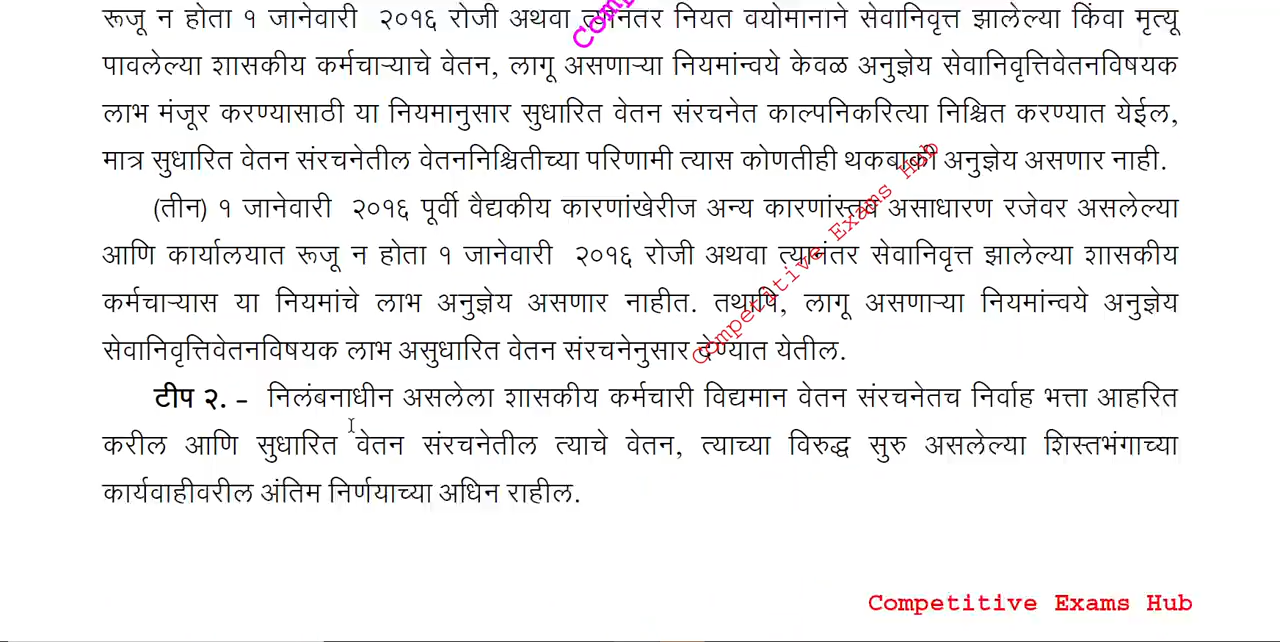 रूजू न होता १ जानेवारी २०१६ रोजी अथवा त्यानंतर नियत वयोमानाने सेवानिवृत्त झालेल्या किंवा मृत्यू
पावलेल्या शासकीय कर्मचाऱ्याचे वेतन, लागू असणाऱ्या नियमांन्वये केवळ अनुज्ञेय सेवानिवृत्तिवेतनविषयक
लाभ मंजूर करण्यासाठी या नियमानुसार सुधारित वेतन संरचनेत काल्पनिकरित्या निश्चित करण्यात येईल,
मात्र सुधारित वेतन संरचनेतील वेतननिश्चितीच्या परिणामी त्यास कोणतीही थकबाकी अनुज्ञेय असणार नाही.
(तीन) १ जानेवारी २०१६ पूर्वी वैद्यकीय कारणांखेरीज अन्य कारणांस्तव असाधारण रजेवर असलेल्या
आणि कार्यालयात रूजू न होता १ जानेवारी २०१६ रोजी अथवा त्यानंतर सेवानिवृत्त झालेल्या शासकीय
कर्मचाऱ्यास या नियमांचे लाभ अनुज्ञेय असणार नाहीत. तथापि, लागू असणाऱ्या नियमांन्वये अनुज्ञेय
सेवानिवृत्तिवेतनविषयक लाभ असुधारित वेतन संरचनेनुसार देण्यात येतील.
टीप २. - निलंबनाधीन असलेला शासकीय कर्मचारी विद्यमान वेतन संरचनेतच निर्वाह भत्ता आहरित
करील आणि सुधारित वेतन संरचनेतील त्याचे वेतन, त्याच्या विरुद्ध सुरु असलेल्या शिस्तभंगाच्या
कार्यवाहीवरील अंतिम निर्णयाच्या अधिन राहील.
Competitive Exams Hub
Competitive Exams Hub